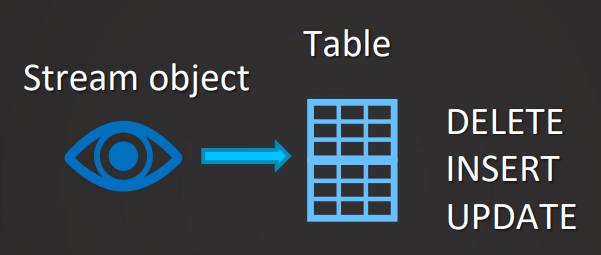 Table
Stream object
DELETE
INSERT
UPDATE